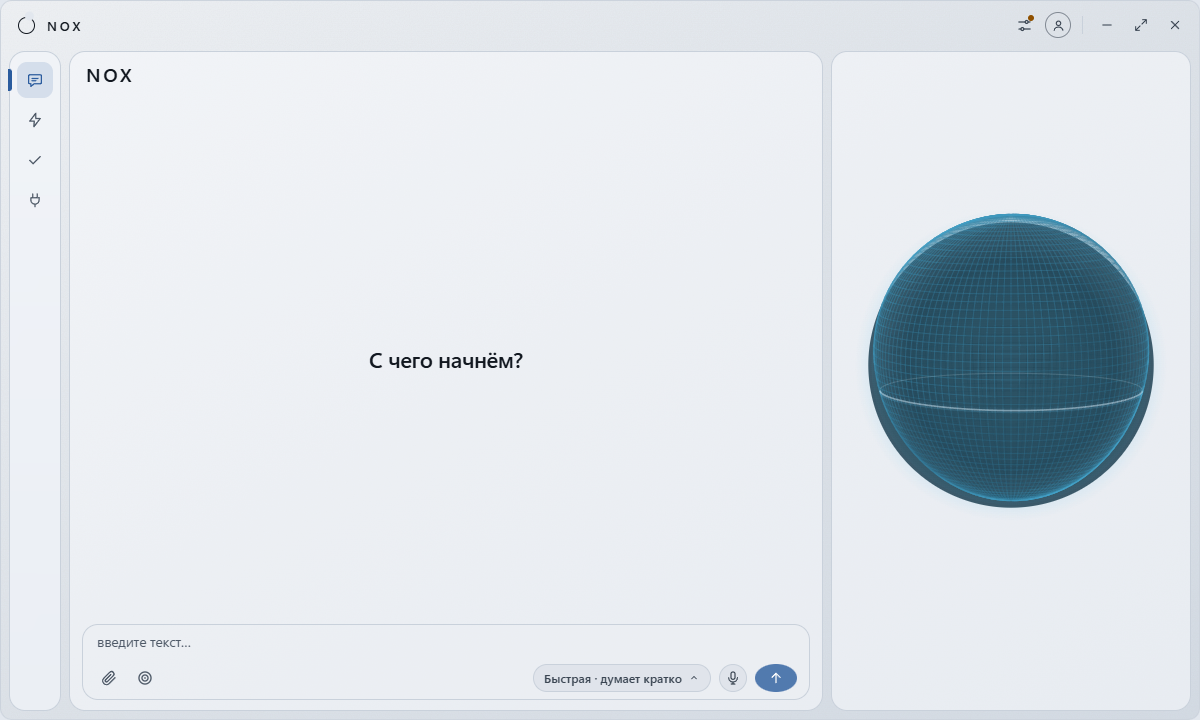 NOX
NOX
С чего начнём?
введите текст...
Быстрая · думает кратко